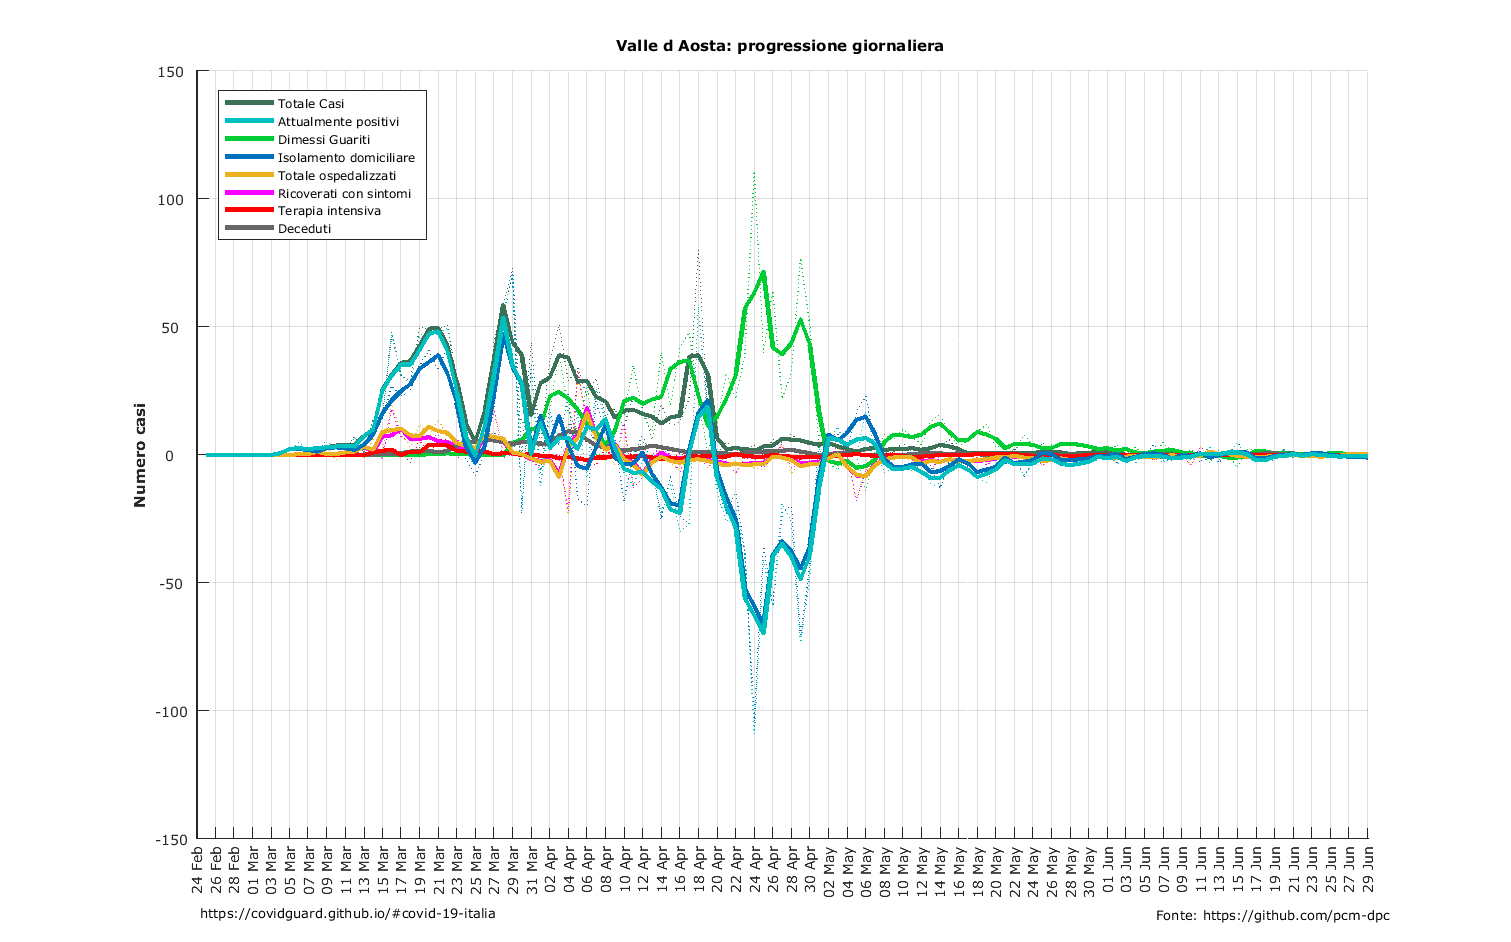 Valle d Aosta: progressione giornaliera
150
100
50
0
-50
-100
-150
Numero casi
Totale Casi
Attualmente positivi
Dimessi Guariti
Isolamento domiciliare
Totale ospedalizzati
Ricoverati con sintomi
Terapia intensiva
Deceduti
24 Feb
26 Feb
28 Feb
01 Mar
03 Mar
05 Mar
07 Mar
09 Mar
11 Mar
13 Mar
15 Mar
17 Mar
19 Mar
21 Mar
23 Mar
25 Mar
27 Mar
29 Mar
31 Mar
02 Apr
04 Apr
06 Apr
08 Apr
10 Apr
12 Apr
14 Apr
16 Apr
18 Apr
20 Apr
22 Apr
24 Apr
26 Apr
28 Apr
30 Apr
02 May
04 May
06 May
08 May
10 May
12 May
14 May
16 May
18 May
20 May
22 May
24 May
26 May
28 May
30 May
01 Jun
03 Jun
05 Jun
07 Jun
09 Jun
11 Jun
13 Jun
15 Jun
17 Jun
19 Jun
21 Jun
23 Jun
25 Jun
27 Jun
29 Jun
https://covidguard.github.io/#covid-19-italia
Fonte: https://github.com/pcm-dpc